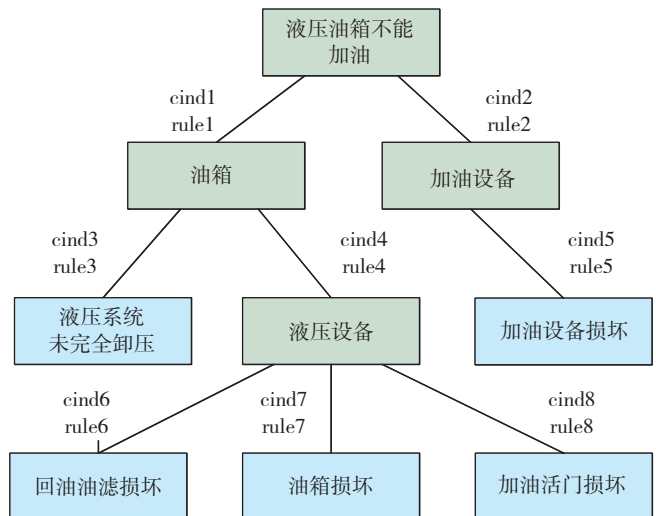 液压油箱不能
加油
cind1
rule1
cind2
rule2
油箱
加油设备
cind3
rule3
cind4
rule4
cind5
rule5
液压系统
未完全卸压
液压设备
加油设备损坏
cind6
rule6
cind7
rule7
cind8
rule8
回油油滤损坏
油箱损坏
加油活门损坏